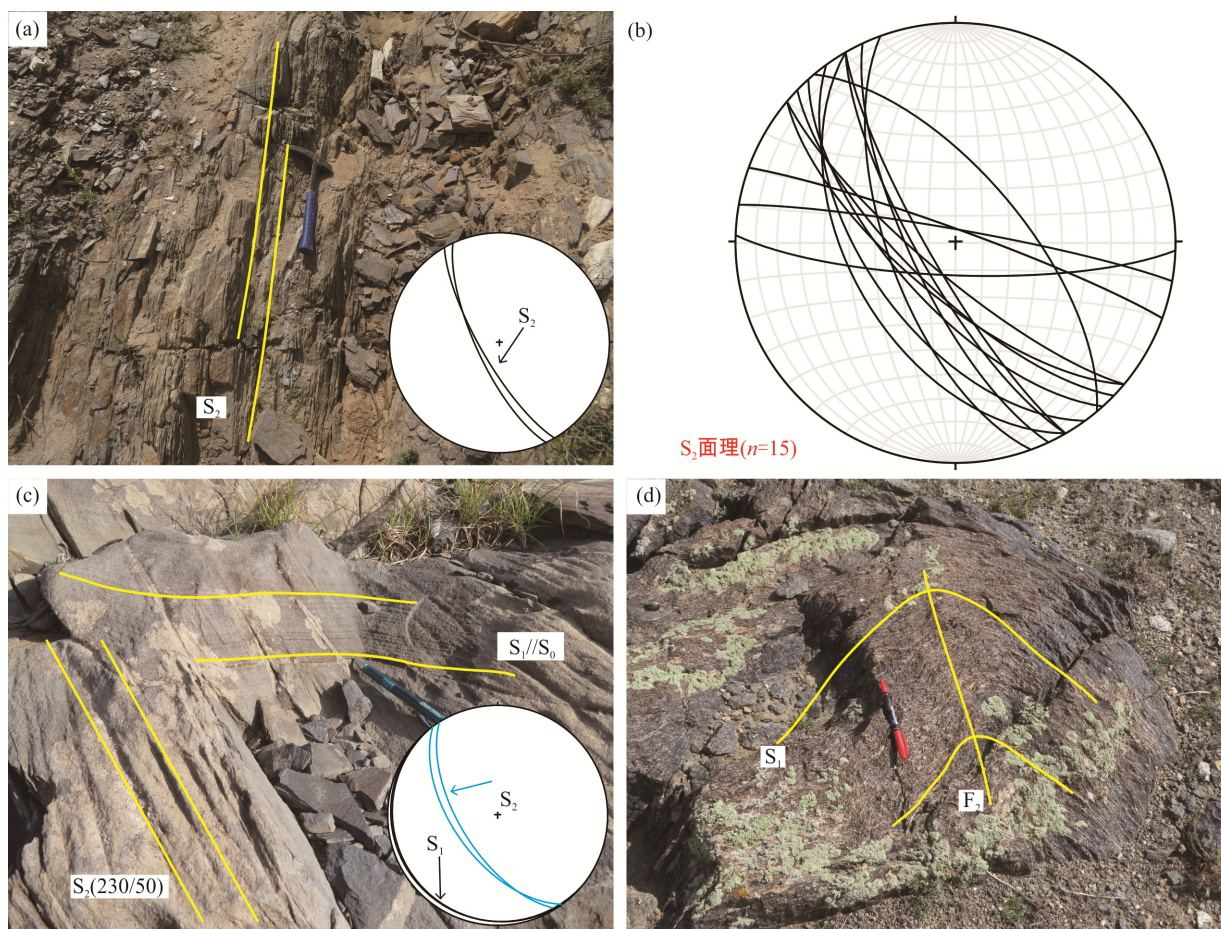 (a)
S₂
S₂
(b)
S₂面理(n=15)
(c)
S₁//S₀
S₂
S₁
S₂(230/50)
(d)
S₁
F₂